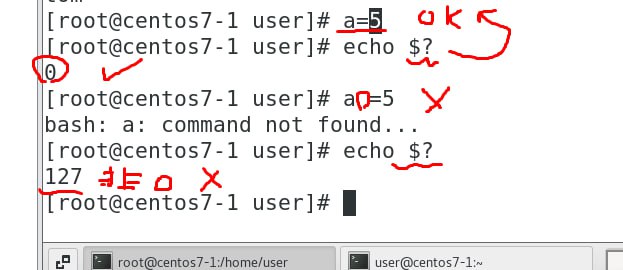 [root@centos7-1 user]# a=5 OK
[root@centos7-1 user]# echo $?
0
[root@centos7-1 user]# a =5
bash: a: command not found...
[root@centos7-1 user]# echo $?
127 非0
[root@centos7-1 user]#
root@centos7-1:/home/user user@centos7-1:~